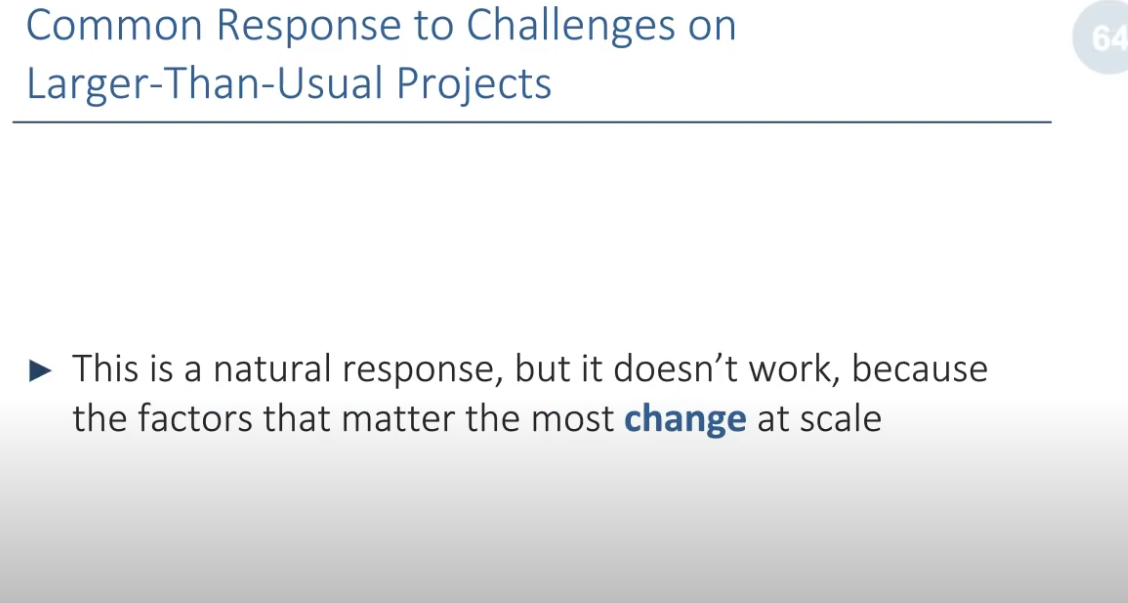 Common Response to Challenges on
Larger-Than-Usual Projects
64
This is a natural response, but it doesn’t work, because
the factors that matter the most change at scale